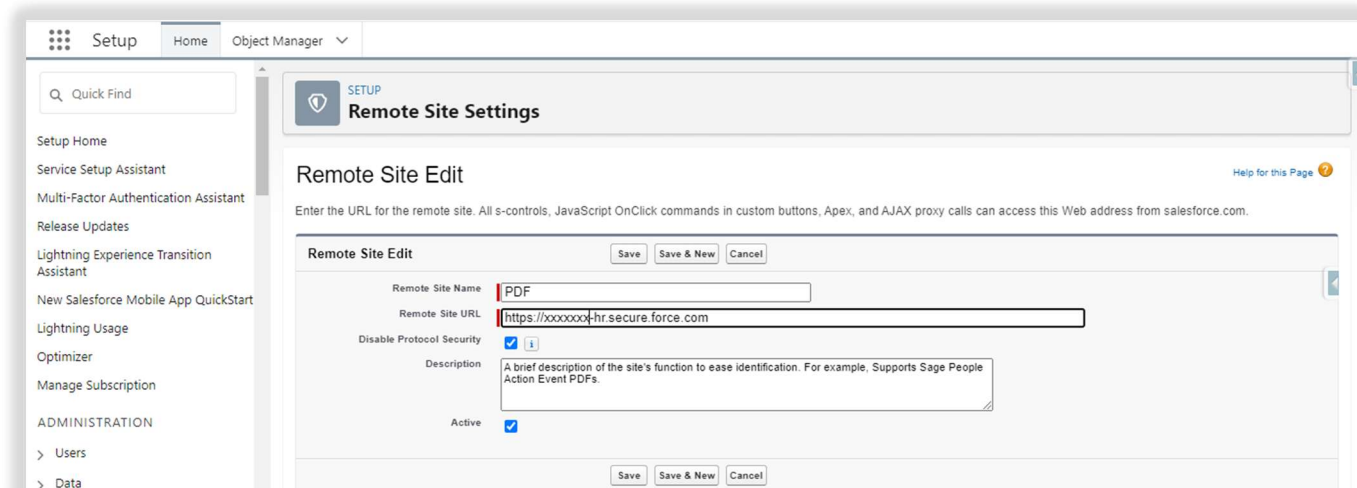 Setup Home Object Manager
Quick Find
Setup Home
Service Setup Assistant
Multi-Factor Authentication Assistant
Release Updates
Lightning Experience Transition
Assistant
New Salesforce Mobile App QuickStart
Lightning Usage
Optimizer
Manage Subscription
ADMINISTRATION
Users
Data
SETUP
Remote Site Settings
Remote Site Edit
Help for this Page
Enter the URL for the remote site. All s-controls, JavaScript OnClick commands in custom buttons, Apex, and AJAX proxy calls can access this Web address from salesforce.com.
Remote Site Edit Save Save & New Cancel
Remote Site Name PDF
Remote Site URL https://xxxxxxx-hr.secure.force.com
Disable Protocol Security i
Description A brief description of the site's function to ease identification. For example, Supports Sage People
Action Event PDFs.
Active
Save Save & New Cancel